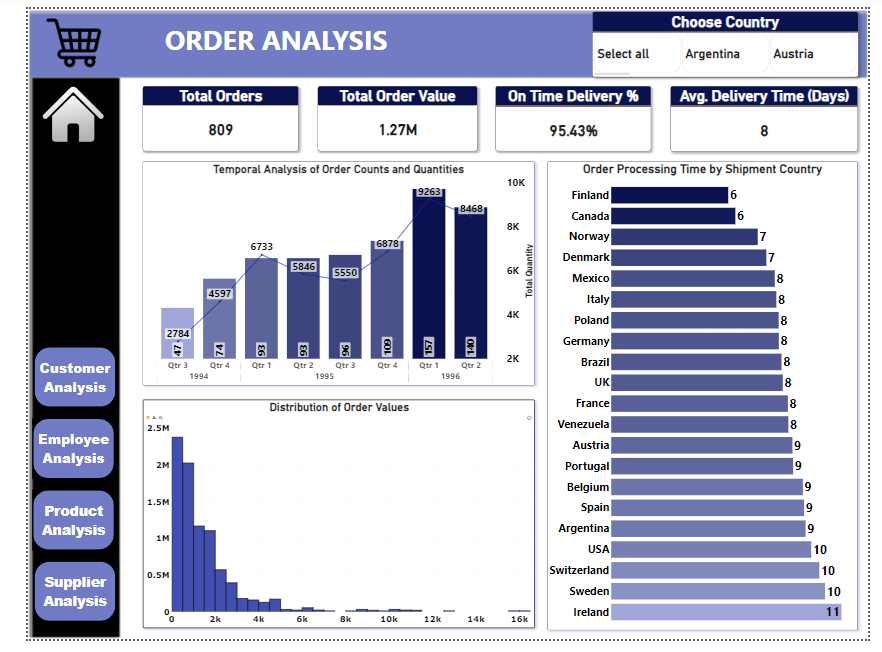 ORDER ANALYSIS
Choose Country
Select all
Argentina
Austria
Total Orders
809
Total Order Value
1.27M
On Time Delivery %
95.43%
Avg. Delivery Time (Days)
8
Customer
Analysis
Employee
Analysis
Product
Analysis
Supplier
Analysis
Temporal Analysis of Order Counts and Quantities
10K
8K
6K
4K
2K
Total Quantity
2784
4597
6733
5846
5550
6878
9263
8468
47
74
93
93
96
109
157
140
Qtr 3
Qtr 4
Qtr 1
Qtr 2
Qtr 3
Qtr 4
Qtr 1
Qtr 2
1994
1995
1996
Distribution of Order Values
2.5M
2M
1.5M
1M
0.5M
0
0
2k
4k
6k
8k
10k
12k
14k
16k
Order Processing Time by Shipment Country
Finland 6
Canada 6
Norway 7
Denmark 7
Mexico 8
Italy 8
Poland 8
Germany 8
Brazil 8
UK 8
France 8
Venezuela 8
Austria 9
Portugal 9
Belgium 9
Spain 9
Argentina 9
USA 10
Switzerland 10
Sweden 10
Ireland 11